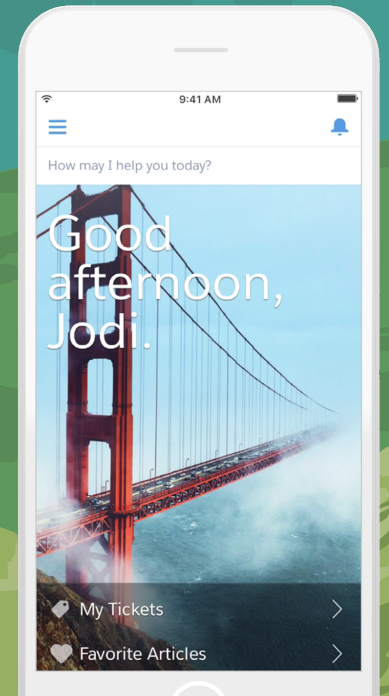 9:41 AM
How may I help you today?
Good
afternoon,
Jodi.
My Tickets
Favorite Articles